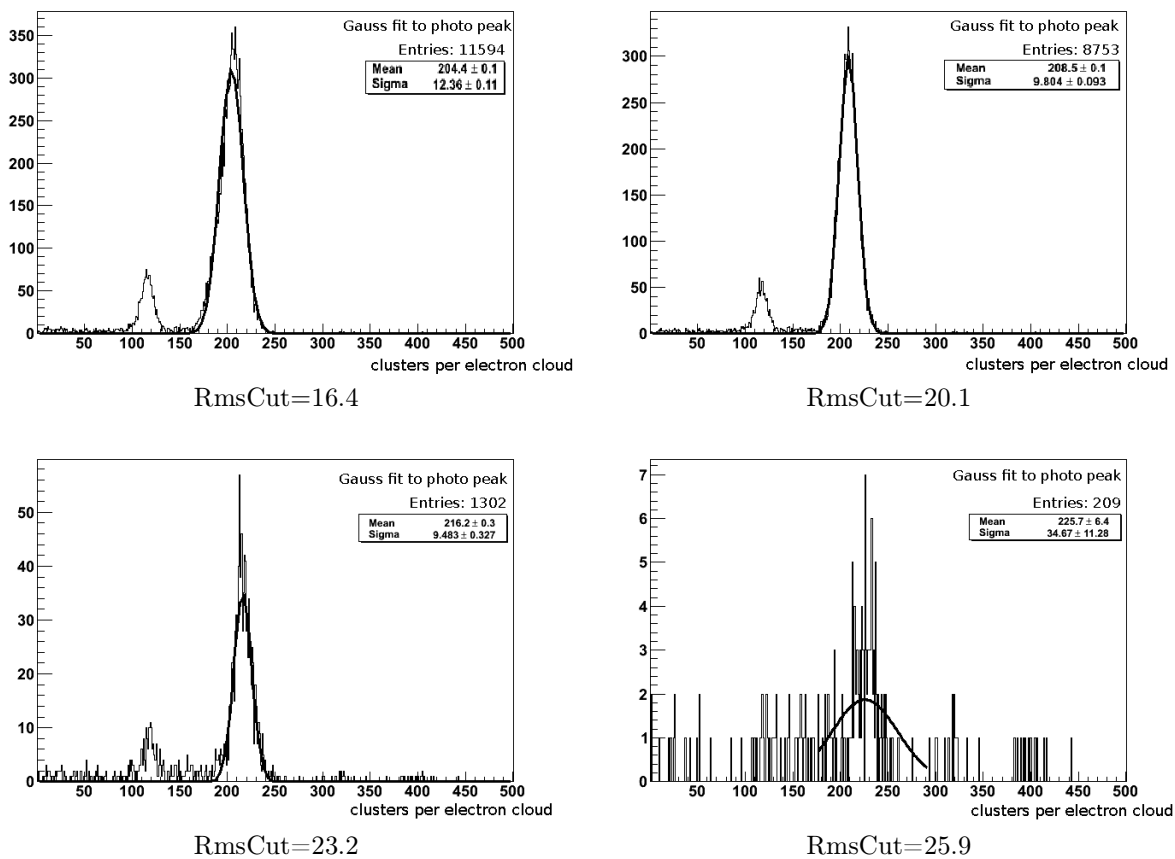 Gauss fit to photo peak
Entries: 11594
Mean 204.4 ± 0.1
Sigma 12.36 ± 0.11
350
300
250
200
150
100
50
0
50 100 150 200 250 300 350 400 450 500
clusters per electron cloud
RmsCut=16.4
Gauss fit to photo peak
Entries: 8753
Mean 208.5 ± 0.1
Sigma 9.804 ± 0.093
300
250
200
150
100
50
0
50 100 150 200 250 300 350 400 450 500
clusters per electron cloud
RmsCut=20.1
Gauss fit to photo peak
Entries: 1302
Mean 216.2 ± 0.3
Sigma 9.483 ± 0.327
50
40
30
20
10
0
50 100 150 200 250 300 350 400 450 500
clusters per electron cloud
RmsCut=23.2
Gauss fit to photo peak
Entries: 209
Mean 225.7 ± 6.4
Sigma 34.67 ± 11.28
7
6
5
4
3
2
1
0
50 100 150 200 250 300 350 400 450 500
clusters per electron cloud
RmsCut=25.9